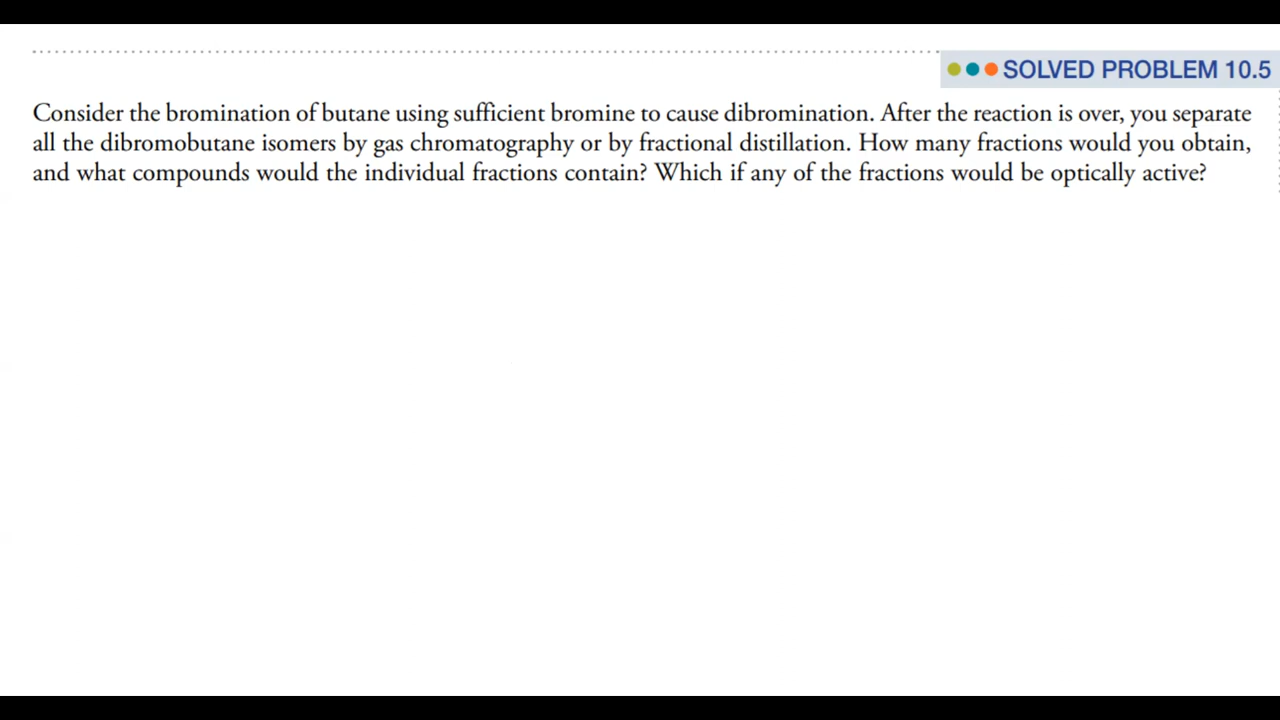 SOLVED PROBLEM 10.5
Consider the bromination of butane using sufficient bromine to cause dibromination. After the reaction is over, you separate
all the dibromobutane isomers by gas chromatography or by fractional distillation. How many fractions would you obtain,
and what compounds would the individual fractions contain? Which if any of the fractions would be optically active?